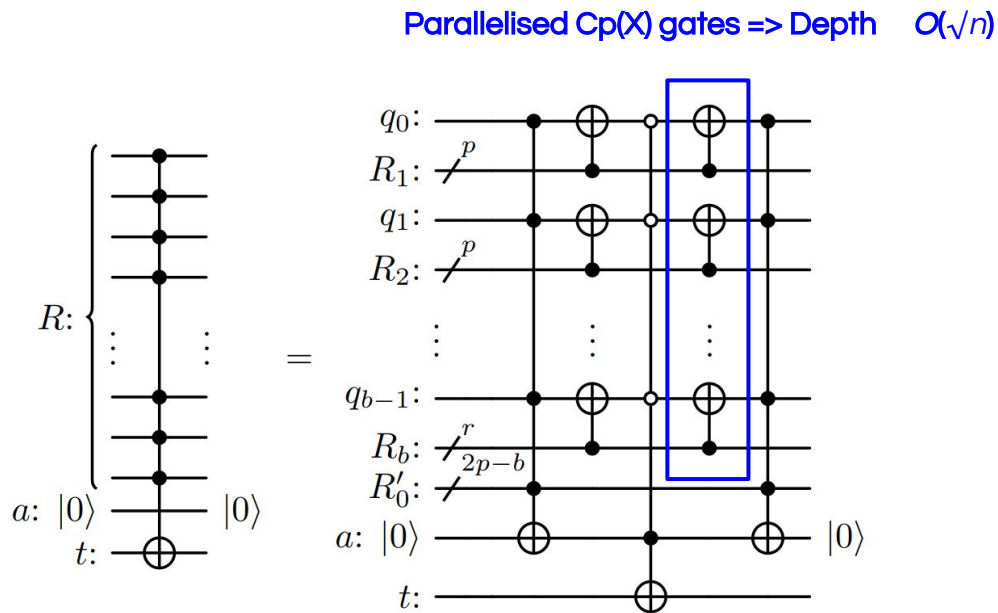 Parallelised Cp(X) gates => Depth O(√n)
q₀:
R₁: p
q₁:
R₂: p
R:
⋮ ⋮ ⋮ ⋮ ⋮
=
q_{b−1}:
R_b: r
R′₀: 2p−b
a: |0⟩ |0⟩ a: |0⟩ |0⟩
t:
t: